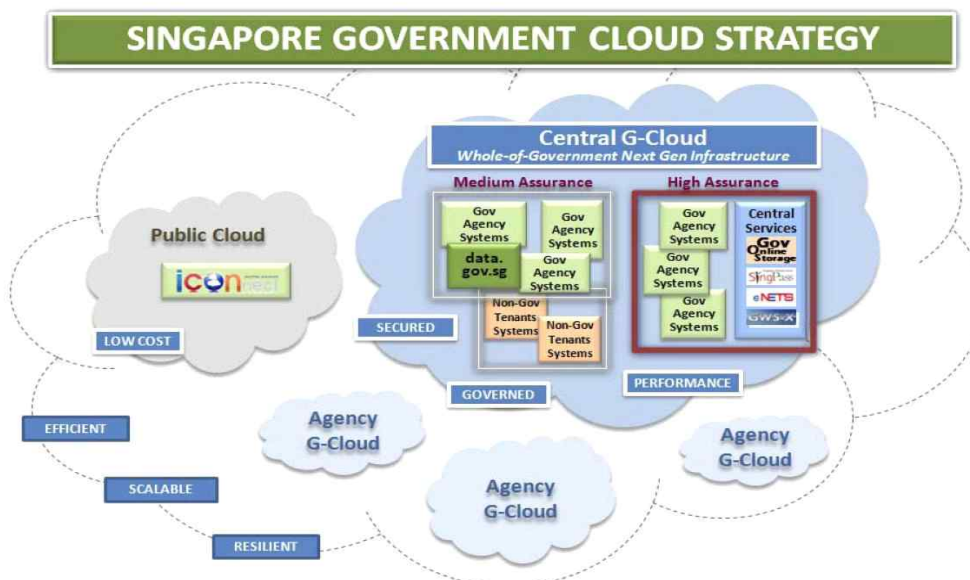 SINGAPORE GOVERNMENT CLOUD STRATEGY
Central G-Cloud
Whole-of-Government Next Gen Infrastructure
Medium Assurance
High Assurance
Public Cloud
icon
nect
LOW COST
Gov
Agency
Systems
Gov
Agency
Systems
data.
gov.sg
Gov
Agency
Systems
Non-Gov
Tenants
Systems
Non-Gov
Tenants
Systems
Gov
Agency
Systems
Gov
Agency
Systems
Gov
Agency
Systems
Central
Services
Gov
Online
Storage
SingPass
eNETS
GWS-X
SECURED
GOVERNED
PERFORMANCE
EFFICIENT
SCALABLE
RESILIENT
Agency
G-Cloud
Agency
G-Cloud
Agency
G-Cloud